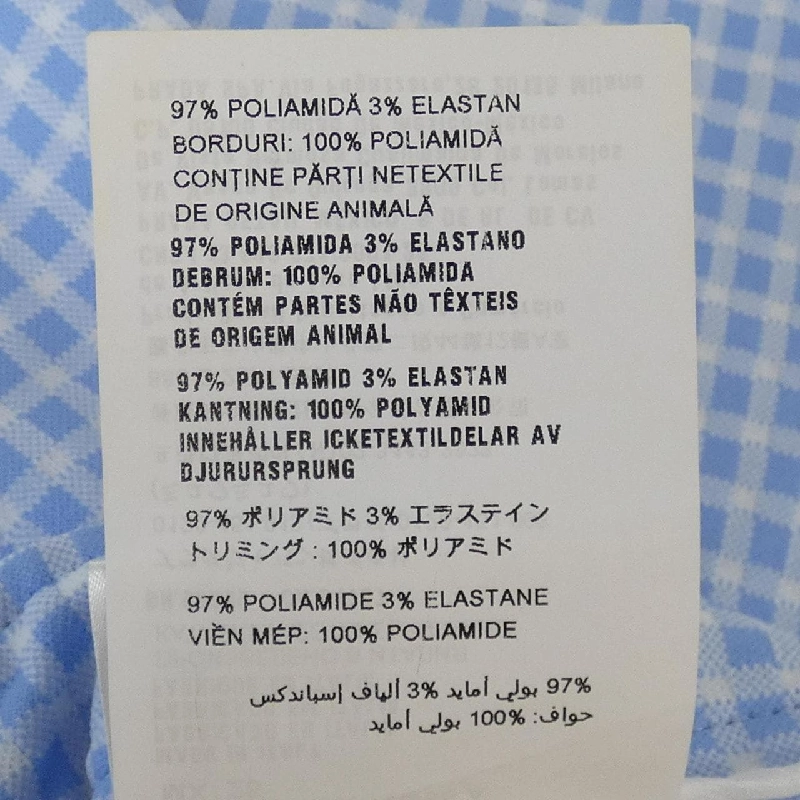 97% POLIAMIDĂ 3% ELASTAN
BORDURI: 100% POLIAMIDĂ
CONȚINE PĂRȚI NETEXTILE
DE ORIGINE ANIMALĂ
97% POLIAMIDA 3% ELASTANO
DEBRUM: 100% POLIAMIDA
CONTÉM PARTES NÃO TÊXTEIS
DE ORIGEM ANIMAL
97% POLYAMID 3% ELASTAN
KANTNING: 100% POLYAMID
INNEHÅLLER ICKETEXTILDELAR AV
DJURURSPRUNG
97% ポリアミド 3% エラステイン
トリミング : 100% ポリアミド
97% POLIAMIDE 3% ELASTANE
VIỀN MÉP: 100% POLIAMIDE
97% بولي أمايد 3% ألياف إسباندكس
حواف: 100% بولي أمايد